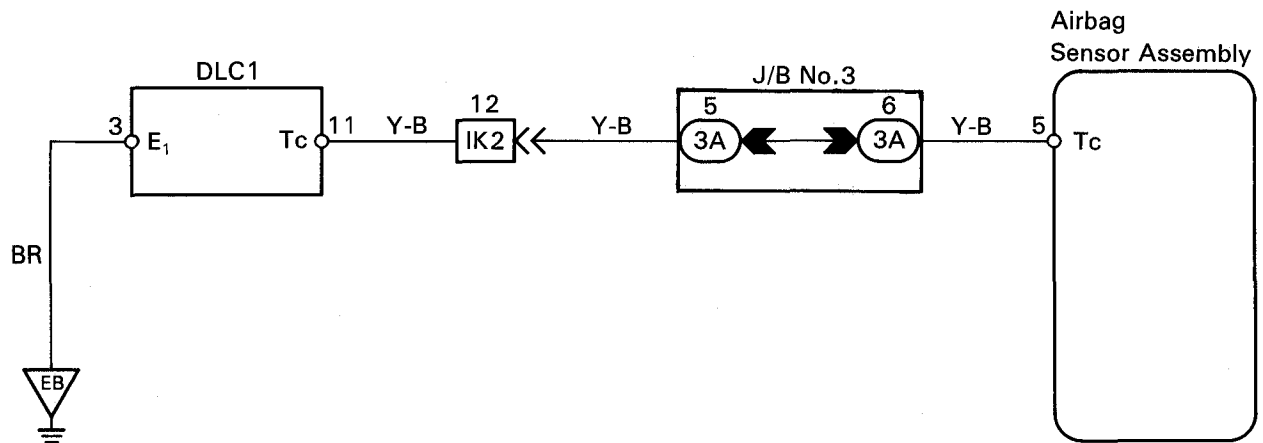 Airbag
Sensor Assembly
DLC1
J/B No.3
3
E₁
Tc
11
Y-B
12
IK2
Y-B
5
3A
6
3A
Y-B
5
Tc
BR
EB